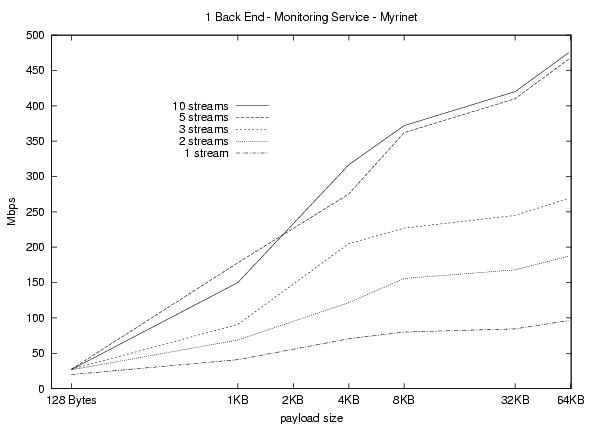 1 Back End - Monitoring Service - Myrinet
500
450
400
350
300
250
200
150
100
50
0
Mbps
10 streams
5 streams
3 streams
2 streams
1 stream
128 Bytes 1KB 2KB 4KB 8KB 32KB 64KB
payload size